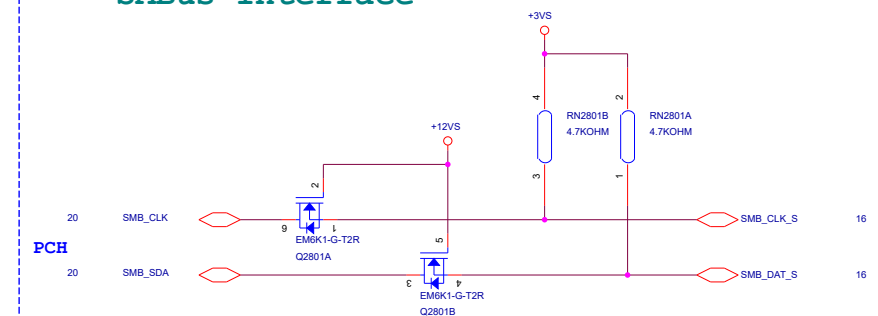 SMBus Interface
+3VS
4
2
RN2801B
RN2801A
4.7KOHM
4.7KOHM
+12VS
3
1
2
20
SMB_CLK
6
1
SMB_CLK_S
16
EM6K1-G-T2R
Q2801A
5
PCH
20
SMB_SDA
3
4
SMB_DAT_S
16
EM6K1-G-T2R
Q2801B